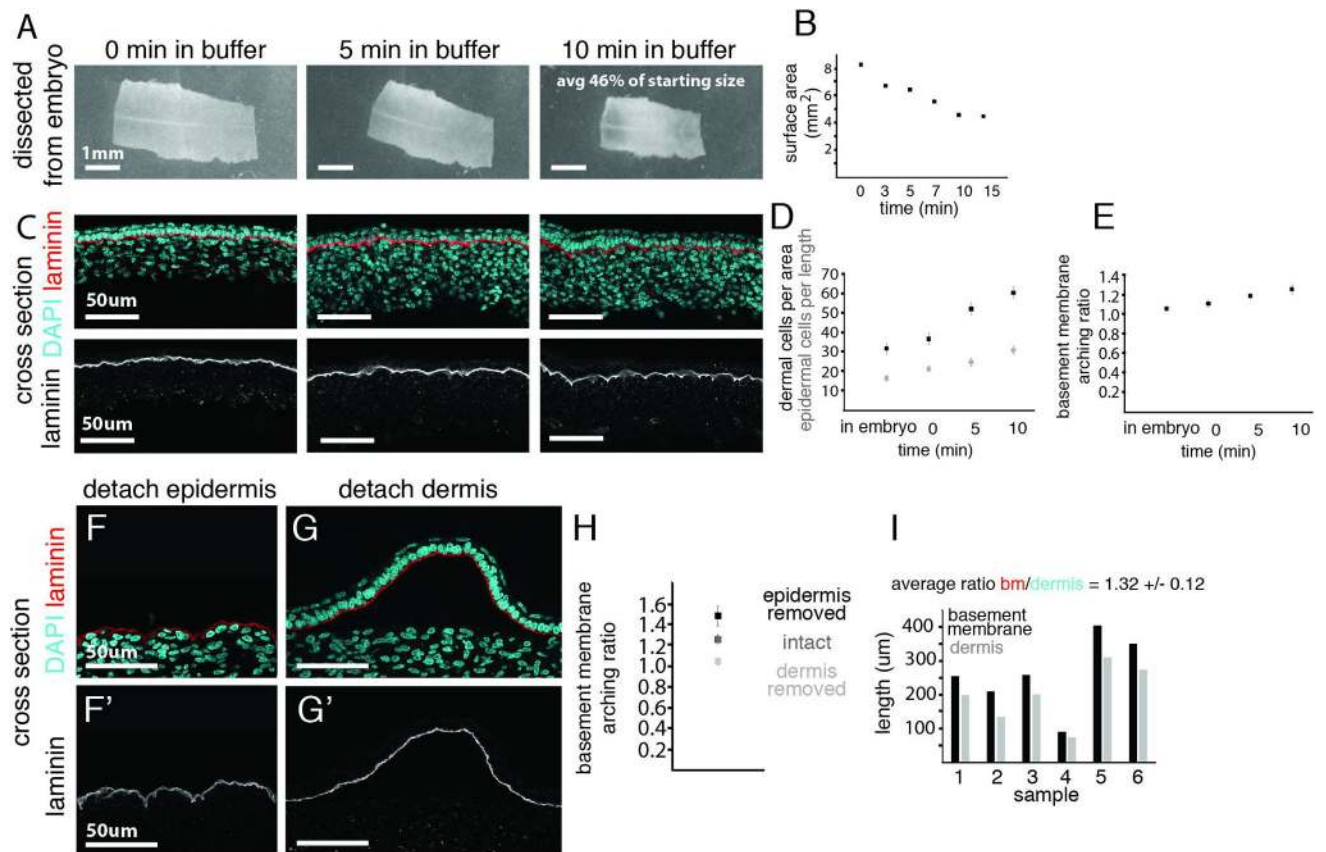 A
0 min in buffer
5 min in buffer
10 min in buffer
dissected
from embryo
1mm
avg 46% of starting size
B
surface area
(mm2)
8
6
4
2
0 3 5 7 10 15
time (min)
C
cross section
DAPI laminin
50um
laminin
50um
D
dermal cells per area
epidermal cells per length
70
60
50
40
30
20
10
in embryo 0 5 10
time (min)
E
basement membrane
arching ratio
1.4
1.2
1.0
0.8
0.6
0.4
0.2
in embryo 0 5 10
time (min)
detach epidermis
detach dermis
cross section
DAPI laminin
F
50um
G
laminin
F'
50um
G'
H
basement membrane
arching ratio
1.6
1.4
1.2
1.0
0.8
0.6
0.4
0.2
epidermis
removed
intact
dermis
removed
I
average ratio bm/dermis = 1.32 +/- 0.12
basement
membrane
dermis
length (um)
400
300
200
100
1 2 3 4 5 6
sample